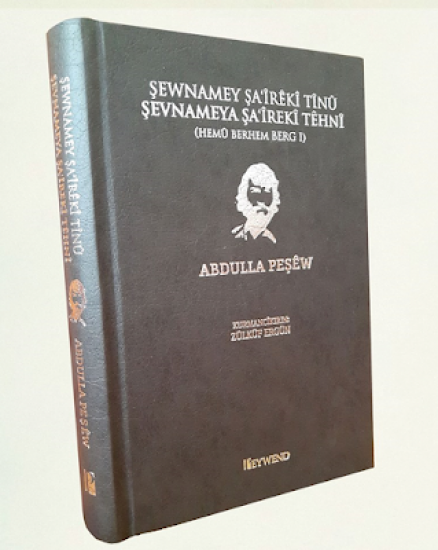 ŞEWNAMEY ŞA'ÎRÊKÎ TÎNÛ
ŞEVNAMEYA ŞA'ÎREKÎ TÊHNÎ
(HEMÛ BERHEM BERG I)
ABDULLA PEŞÊW
KURMANCÎKIRIN:
ZÜLKÜF ERGÜN
PEYWEND
ŞEWNAMEY ŞA'ÎRÊKÎ TÎNÛ
ŞEVNAMEYA ŞA'ÎREKÎ TÊHNÎ
ABDULLA PEŞÊW